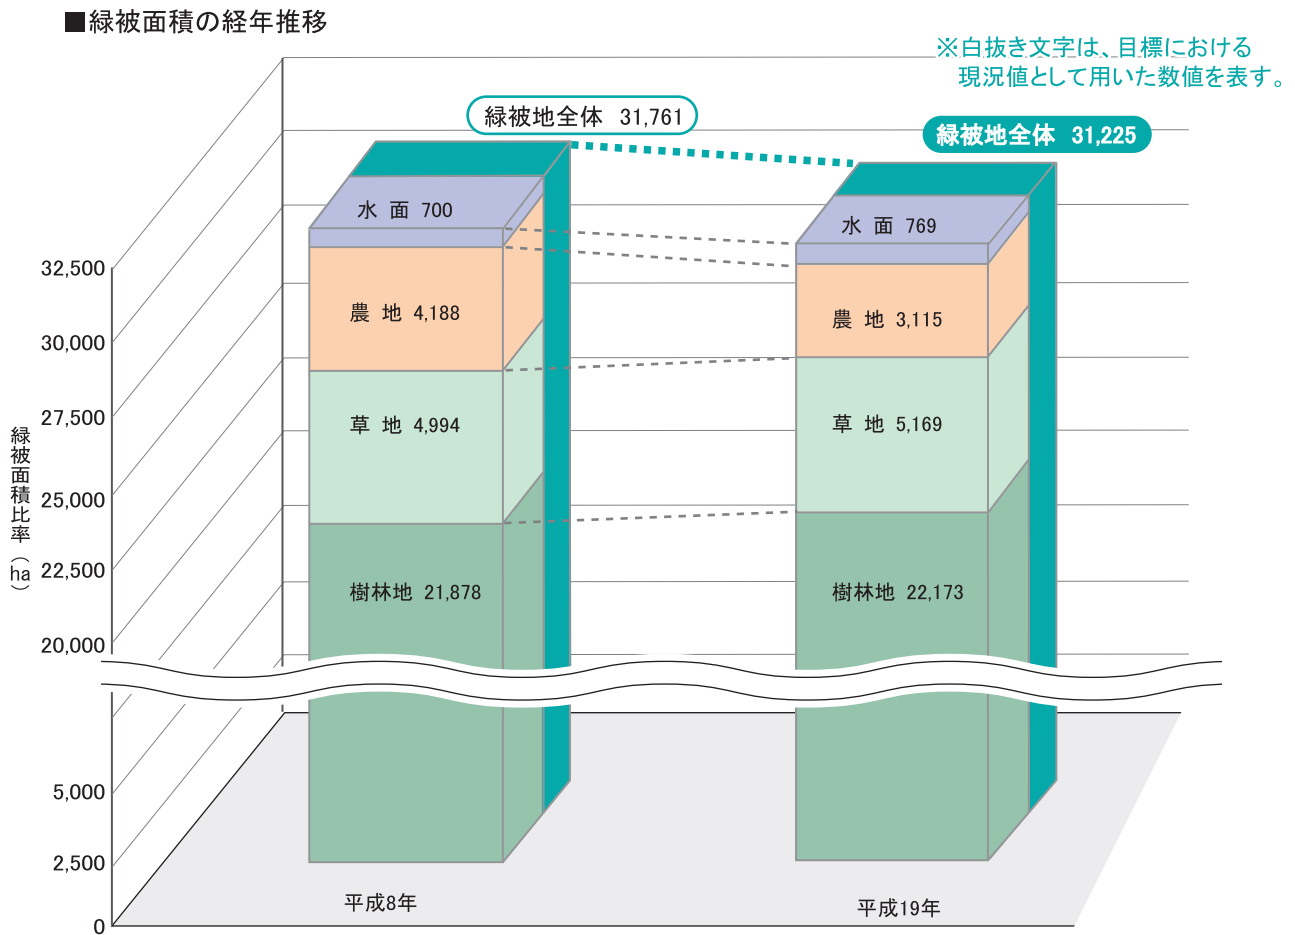 ■緑被面積の経年推移
※白抜き文字は、目標における
現況値として用いた数値を表す。
緑被地全体 31,761
緑被地全体 31,225
水 面 700
水 面 769
32,500
30,000
27,500
25,000
22,500
20,000
5,000
2,500
0
緑被面積比率（ha）
農 地 4,188
農 地 3,115
草 地 4,994
草 地 5,169
樹林地 21,878
樹林地 22,173
平成8年
平成19年